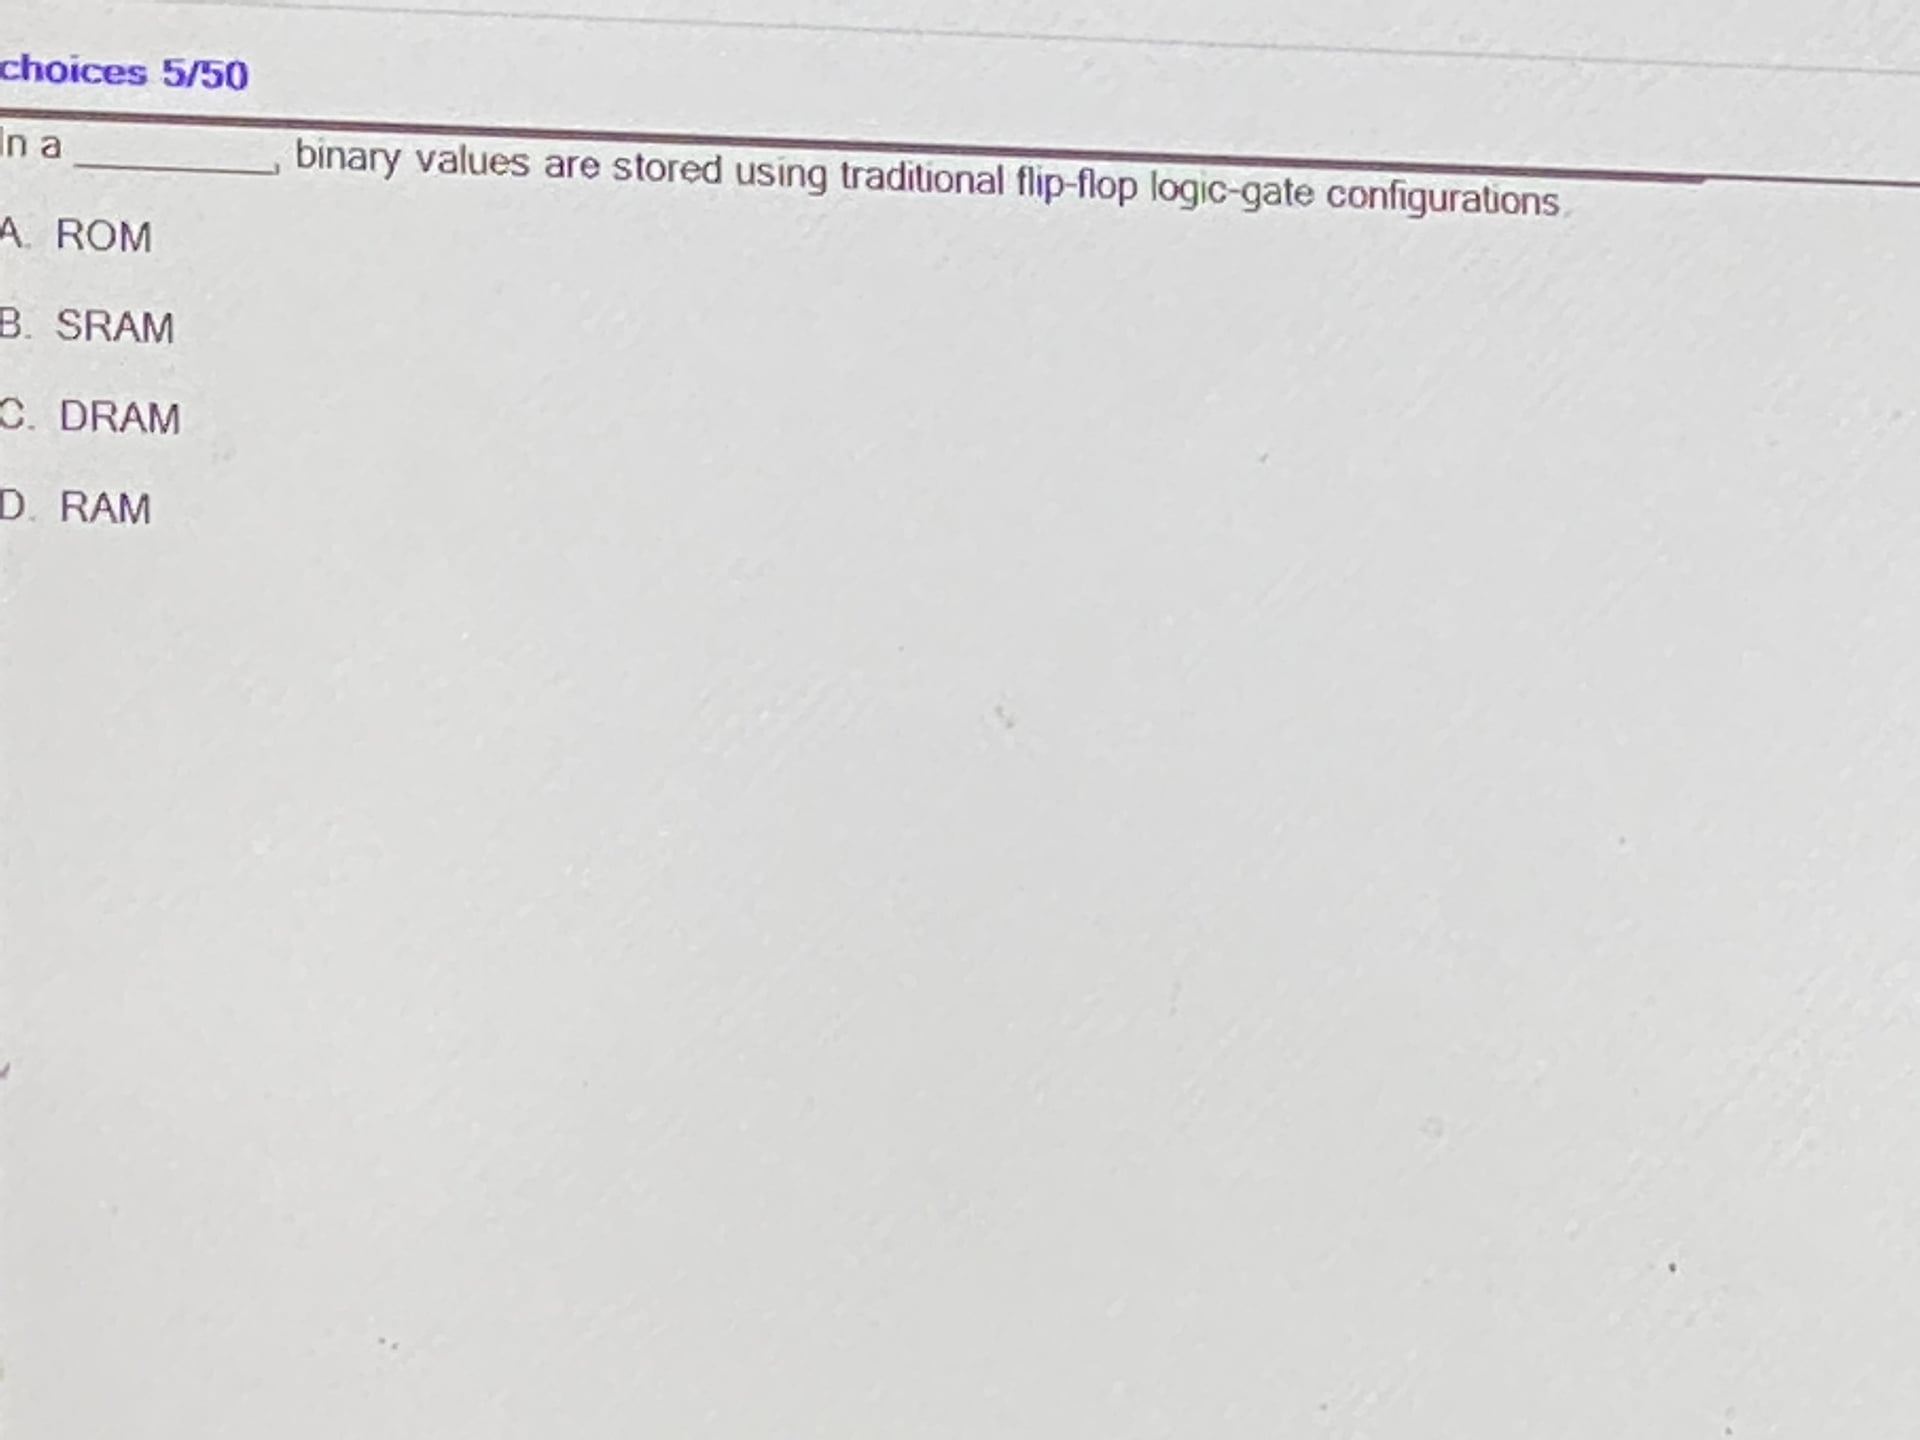 choices 5/50
In a _________, binary values are stored using traditional flip-flop logic-gate configurations.
A. ROM
B. SRAM
C. DRAM
D. RAM